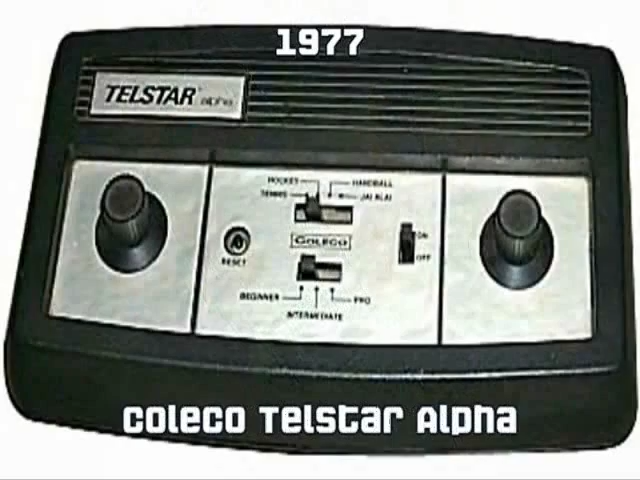 1977
TELSTAR alpha
HOCKEY HANDBALL
TENNIS JAI ALAI
COLECO
ON
OFF
RESET
BEGINNER PRO
INTERMEDIATE
Coleco Telstar Alpha